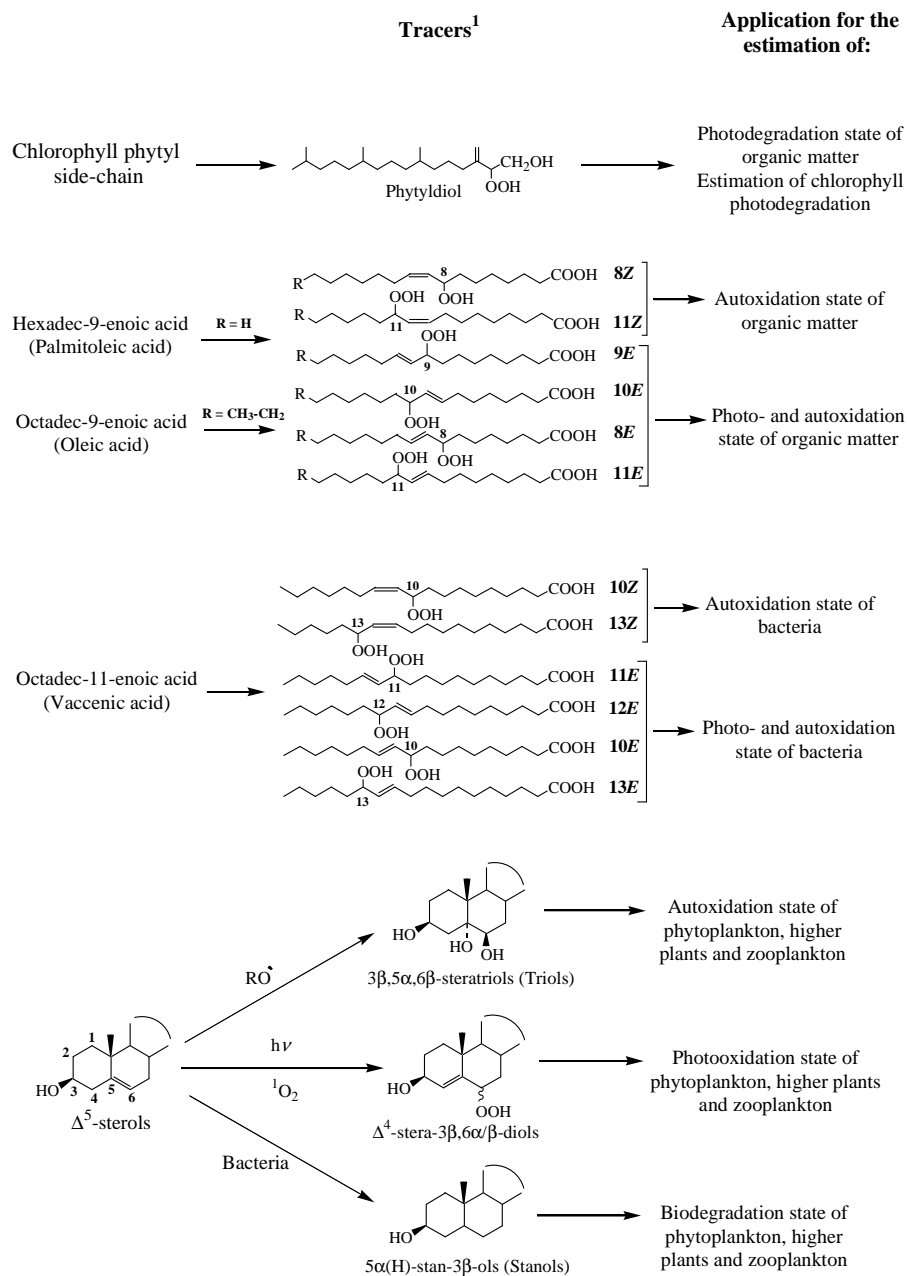 Tracers¹
Application for the
estimation of:
Chlorophyll phytyl
side-chain
CH₂OH
OOH
Phytyldiol
Photodegradation state of
organic matter
Estimation of chlorophyll
photodegradation
Hexadec-9-enoic acid
(Palmitoleic acid)
R = H
Octadec-9-enoic acid
(Oleic acid)
R = CH₃-CH₂
R 8 OOH COOH 8Z
R OOH 11 COOH 11Z
R OOH 9 COOH 9E
R 10 OOH COOH 10E
R 8 OOH COOH 8E
R OOH 11 COOH 11E
Autoxidation state of
organic matter
Photo- and autoxidation
state of organic matter
Octadec-11-enoic acid
(Vaccenic acid)
10 OOH COOH 10Z
13 OOH COOH 13Z
OOH 11 COOH 11E
12 OOH COOH 12E
10 OOH COOH 10E
OOH 13 COOH 13E
Autoxidation state of
bacteria
Photo- and autoxidation
state of bacteria
1
2
3
4
5
6
HO
Δ⁵-sterols
RO•
HO
HO
OH
3β,5α,6β-steratriols (Triols)
Autoxidation state of
phytoplankton, higher
plants and zooplankton
hν
¹O₂
HO
OOH
Δ⁴-stera-3β,6α/β-diols
Photooxidation state of
phytoplankton, higher plants
and zooplankton
Bacteria
HO
5α(H)-stan-3β-ols (Stanols)
Biodegradation state of
phytoplankton, higher
plants and zooplankton